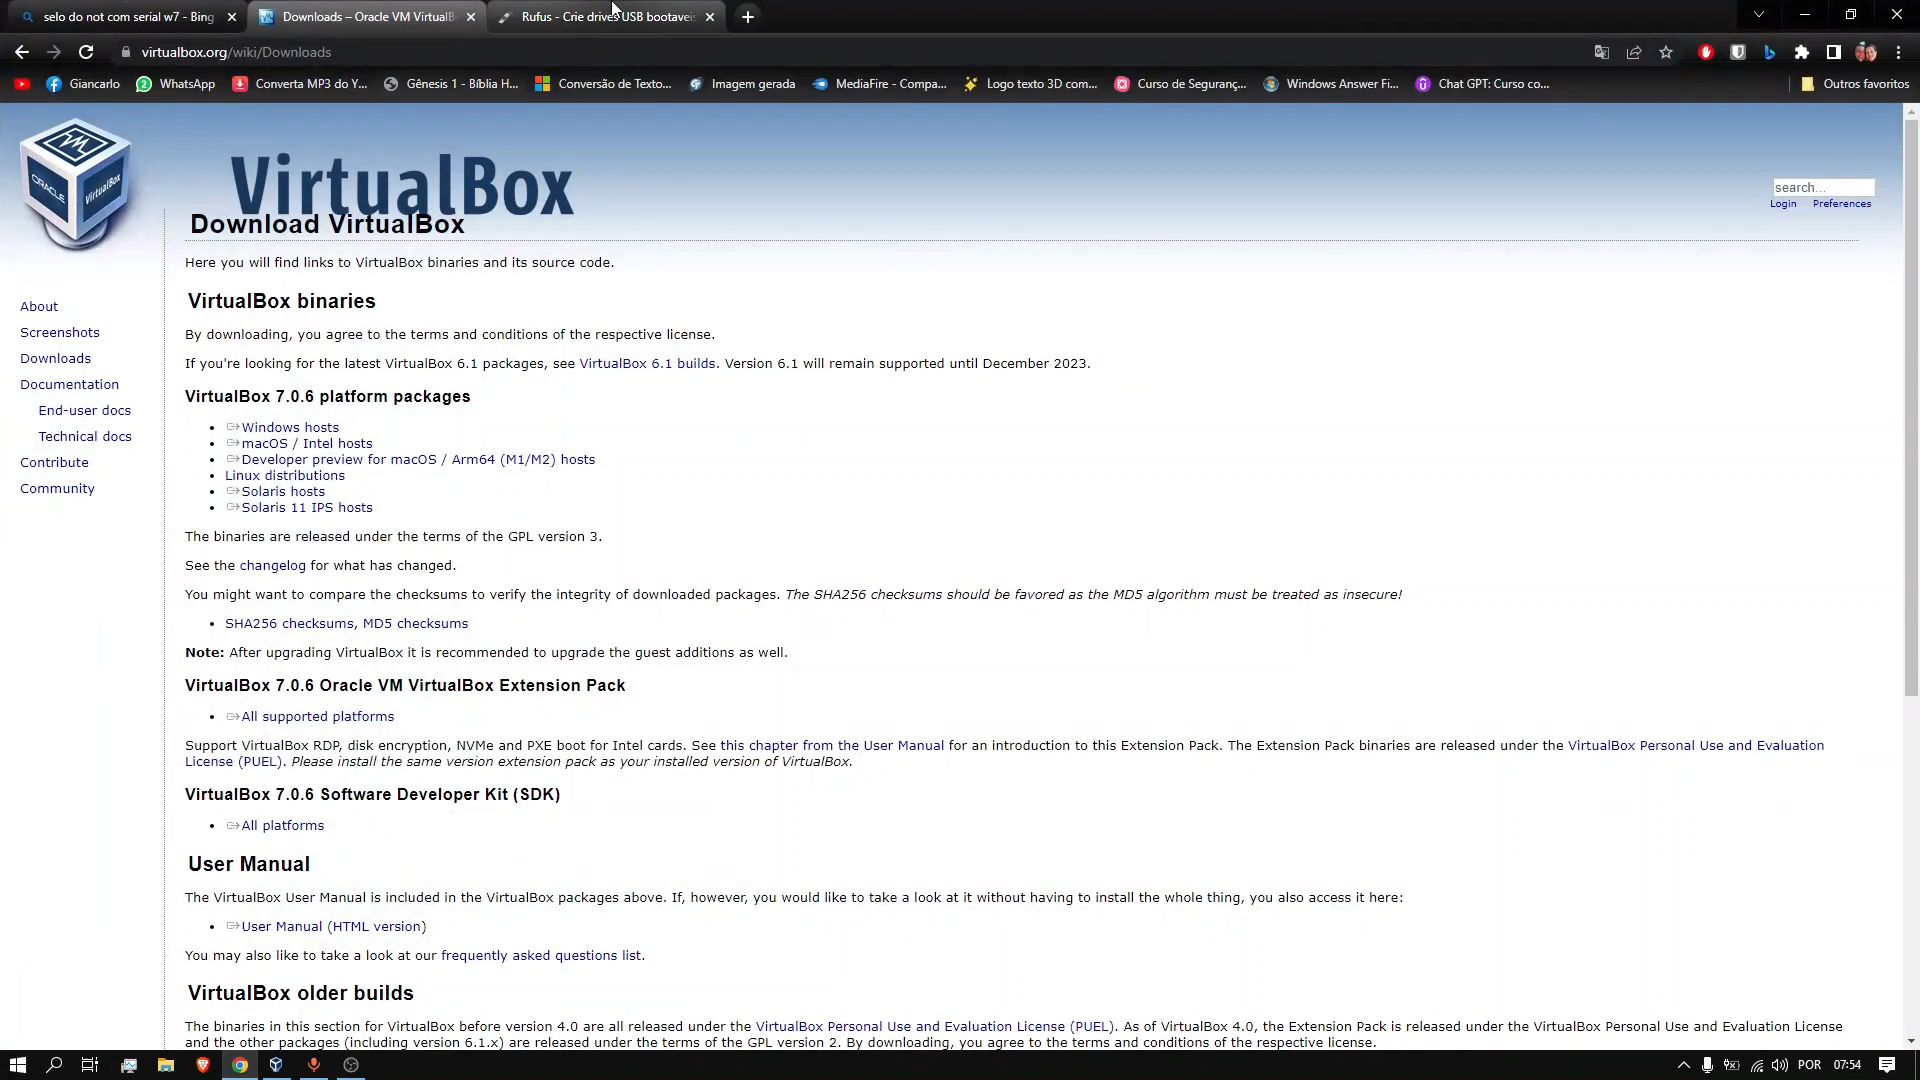 selo do not com serial w7 - Bing
Downloads – Oracle VM VirtualB
Rufus - Crie drives USB bootaveis
virtualbox.org/wiki/Downloads
Giancarlo
WhatsApp
Converta MP3 do Y...
Gênesis 1 - Bíblia H...
Conversão de Texto...
Imagem gerada
MediaFire - Compa...
Logo texto 3D com...
Curso de Seguranç...
Windows Answer Fi...
Chat GPT: Curso co...
Outros favoritos
ORACLE
VirtualBox
VirtualBox
search...
Login Preferences
About
Screenshots
Downloads
Documentation
End-user docs
Technical docs
Contribute
Community
Download VirtualBox
Here you will find links to VirtualBox binaries and its source code.
VirtualBox binaries
By downloading, you agree to the terms and conditions of the respective license.
If you're looking for the latest VirtualBox 6.1 packages, see VirtualBox 6.1 builds. Version 6.1 will remain supported until December 2023.
VirtualBox 7.0.6 platform packages
Windows hosts
macOS / Intel hosts
Developer preview for macOS / Arm64 (M1/M2) hosts
Linux distributions
Solaris hosts
Solaris 11 IPS hosts
The binaries are released under the terms of the GPL version 3.
See the changelog for what has changed.
You might want to compare the checksums to verify the integrity of downloaded packages. The SHA256 checksums should be favored as the MD5 algorithm must be treated as insecure!
SHA256 checksums, MD5 checksums
Note: After upgrading VirtualBox it is recommended to upgrade the guest additions as well.
VirtualBox 7.0.6 Oracle VM VirtualBox Extension Pack
All supported platforms
Support VirtualBox RDP, disk encryption, NVMe and PXE boot for Intel cards. See this chapter from the User Manual for an introduction to this Extension Pack. The Extension Pack binaries are released under the VirtualBox Personal Use and Evaluation
License (PUEL). Please install the same version extension pack as your installed version of VirtualBox.
VirtualBox 7.0.6 Software Developer Kit (SDK)
All platforms
User Manual
The VirtualBox User Manual is included in the VirtualBox packages above. If, however, you would like to take a look at it without having to install the whole thing, you also access it here:
User Manual (HTML version)
You may also like to take a look at our frequently asked questions list.
VirtualBox older builds
The binaries in this section for VirtualBox before version 4.0 are all released under the VirtualBox Personal Use and Evaluation License (PUEL). As of VirtualBox 4.0, the Extension Pack is released under the VirtualBox Personal Use and Evaluation License
and the other packages (including version 6.1.x) are released under the terms of the GPL version 2. By downloading, you agree to the terms and conditions of the respective license.
POR
07:54